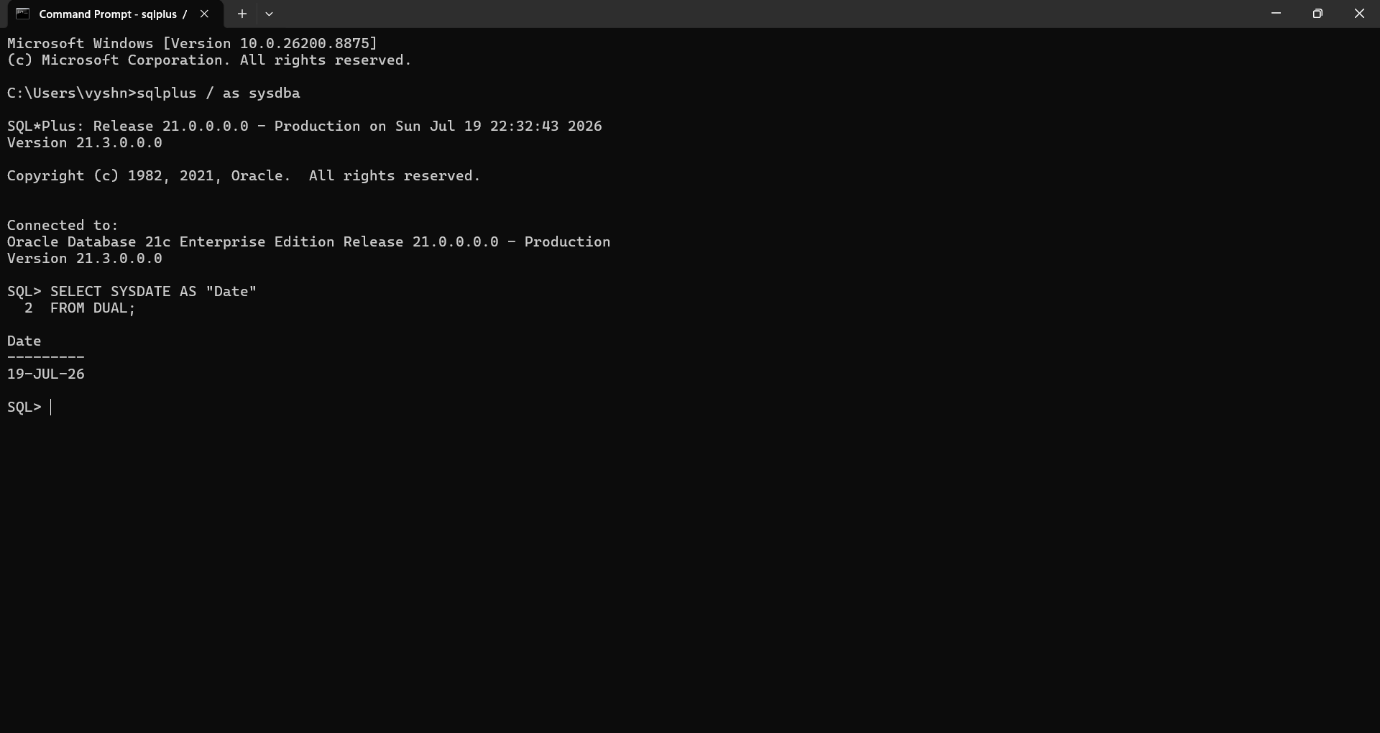 Command Prompt - sqlplus /
Microsoft Windows [Version 10.0.26200.8875]
(c) Microsoft Corporation. All rights reserved.
C:\Users\vyshn>sqlplus / as sysdba
SQL*Plus: Release 21.0.0.0.0 - Production on Sun Jul 19 22:32:43 2026
Version 21.3.0.0.0
Copyright (c) 1982, 2021, Oracle.  All rights reserved.
Connected to:
Oracle Database 21c Enterprise Edition Release 21.0.0.0.0 - Production
Version 21.3.0.0.0
SQL> SELECT SYSDATE AS "Date"
  2  FROM DUAL;
Date
---------
19-JUL-26
SQL>